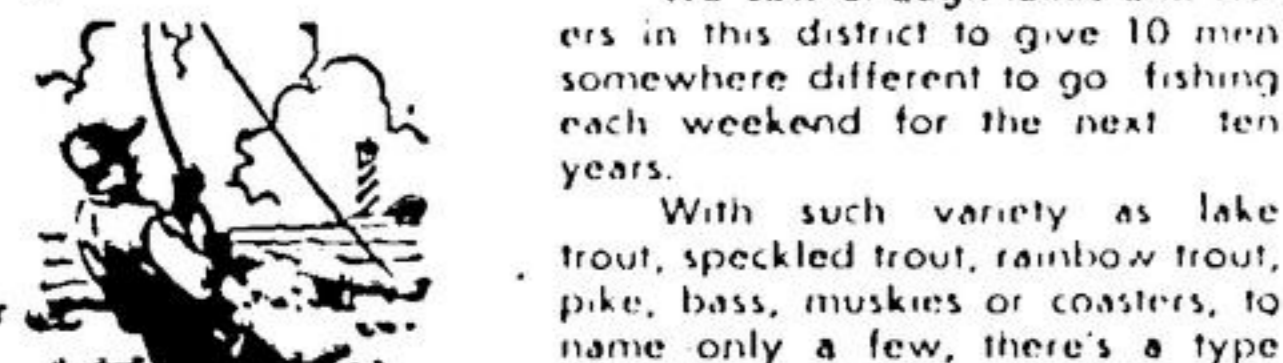 ers in this district to give 10 men
somewhere different to go fishing
each weekend for the next ten
years.
With such variety as lake
trout, speckled trout, rainbow trout,
pike, bass, muskies or coasters, to
name only a few, there's a type